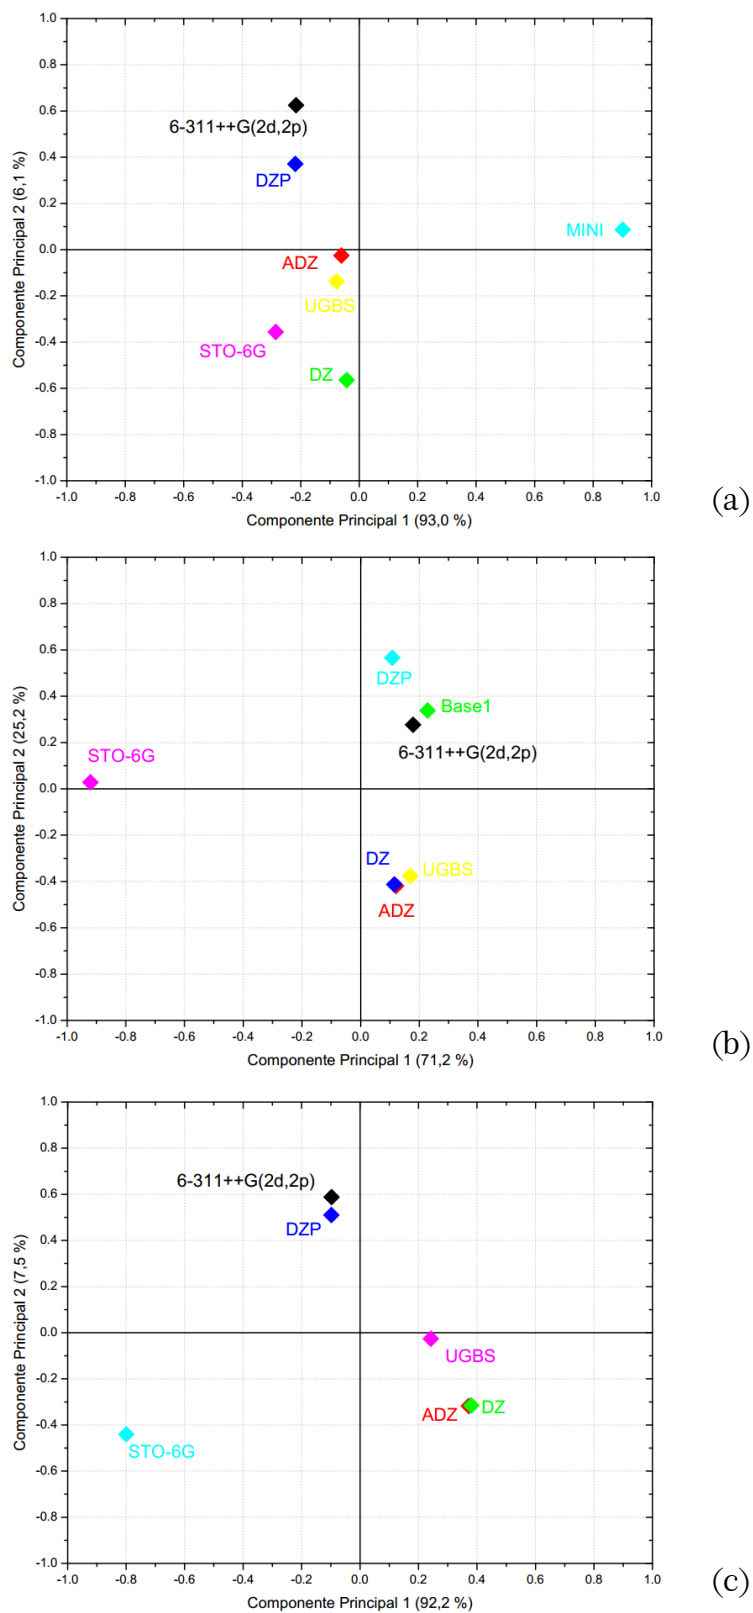 1.0
0.8
0.6
6-311++G(2d,2p)
0.4
DZP
0.2
MINI
0.0
ADZ
-0.2
UGBS
STO-6G
-0.4
DZ
-0.6
-0.8
-1.0
Componente Principal 2 (6,1 %)
-1.0 -0.8 -0.6 -0.4 -0.2 0.0 0.2 0.4 0.6 0.8 1.0
Componente Principal 1 (93,0 %)
(a)
1.0
0.8
0.6
DZP
0.4
Base1
6-311++G(2d,2p)
0.2
STO-6G
0.0
-0.2
DZ
UGBS
-0.4
ADZ
-0.6
-0.8
-1.0
Componente Principal 2 (25,2 %)
-1.0 -0.8 -0.6 -0.4 -0.2 0.0 0.2 0.4 0.6 0.8 1.0
Componente Principal 1 (71,2 %)
(b)
1.0
0.8
6-311++G(2d,2p)
0.6
DZP
0.4
0.2
0.0
UGBS
-0.2
ADZ
DZ
-0.4
STO-6G
-0.6
-0.8
-1.0
Componente Principal 2 (7,5 %)
-1.0 -0.8 -0.6 -0.4 -0.2 0.0 0.2 0.4 0.6 0.8 1.0
Componente Principal 1 (92,2 %)
(c)